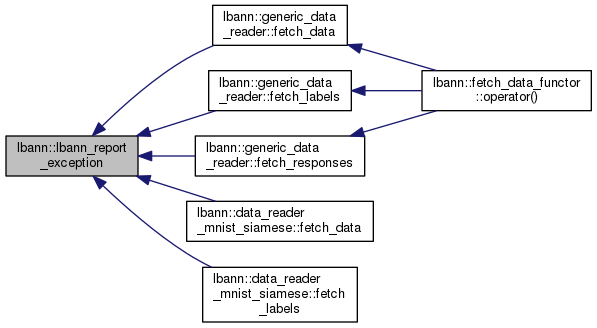 lbann::lbann_report
_exception
lbann::generic_data
_reader::fetch_data
lbann::generic_data
_reader::fetch_labels
lbann::generic_data
_reader::fetch_responses
lbann::data_reader
_mnist_siamese::fetch_data
lbann::data_reader
_mnist_siamese::fetch
_labels
lbann::fetch_data_functor
::operator()